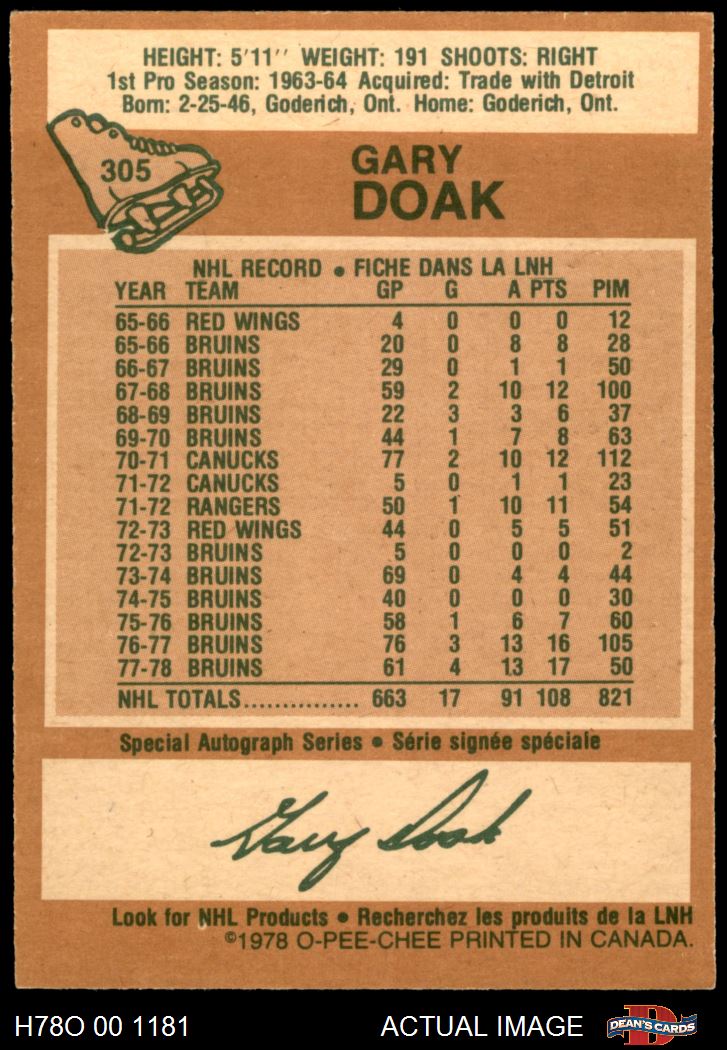 HEIGHT: 5'11'' WEIGHT: 191 SHOOTS: RIGHT
1st Pro Season: 1963-64 Acquired: Trade with Detroit
Born: 2-25-46, Goderich, Ont. Home: Goderich, Ont.
305
GARY
DOAK
NHL RECORD • FICHE DANS LA LNH
YEAR TEAM GP G A PTS PIM
65-66 RED WINGS 4 0 0 0 12
65-66 BRUINS 20 0 8 8 28
66-67 BRUINS 29 0 1 1 50
67-68 BRUINS 59 2 10 12 100
68-69 BRUINS 22 3 3 6 37
69-70 BRUINS 44 1 7 8 63
70-71 CANUCKS 77 2 10 12 112
71-72 CANUCKS 5 0 1 1 23
71-72 RANGERS 50 1 10 11 54
72-73 RED WINGS 44 0 5 5 51
72-73 BRUINS 5 0 0 0 2
73-74 BRUINS 69 0 4 4 44
74-75 BRUINS 40 0 0 0 30
75-76 BRUINS 58 1 6 7 60
76-77 BRUINS 76 3 13 16 105
77-78 BRUINS 61 4 13 17 50
NHL TOTALS............... 663 17 91 108 821
Special Autograph Series • Série signée spéciale
Gary Doak
Look for NHL Products • Recherchez les produits de la LNH
©1978 O-PEE-CHEE PRINTED IN CANADA.
H78O 00 1181 ACTUAL IMAGE DEAN'S CARDS